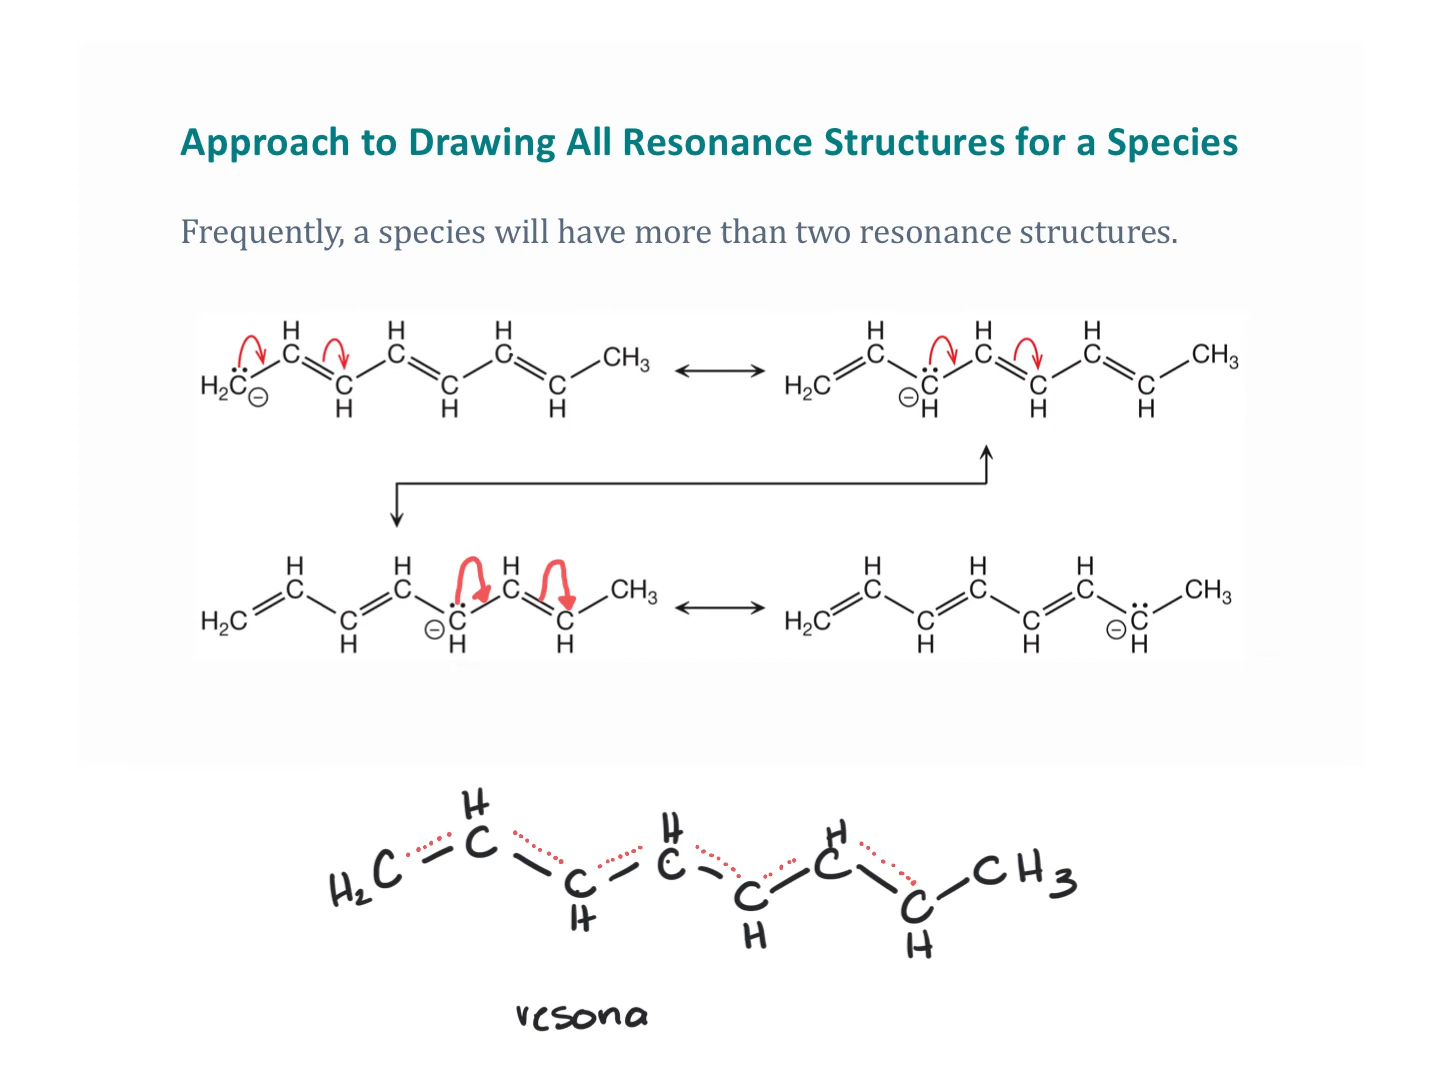 Approach to Drawing All Resonance Structures for a Species
Frequently, a species will have more than two resonance structures.
H H H H H H
H₂C̈⊖ C C C C C C CH₃ H₂C C ⊖C̈ C C C C CH₃
H H H H H H
H H H H H H
H₂C C C C ⊖C̈ C C CH₃ H₂C C C C C C ⊖C̈ CH₃
H H H H H H
H H H
H₂C C C C C C C CH₃
H H H
resona